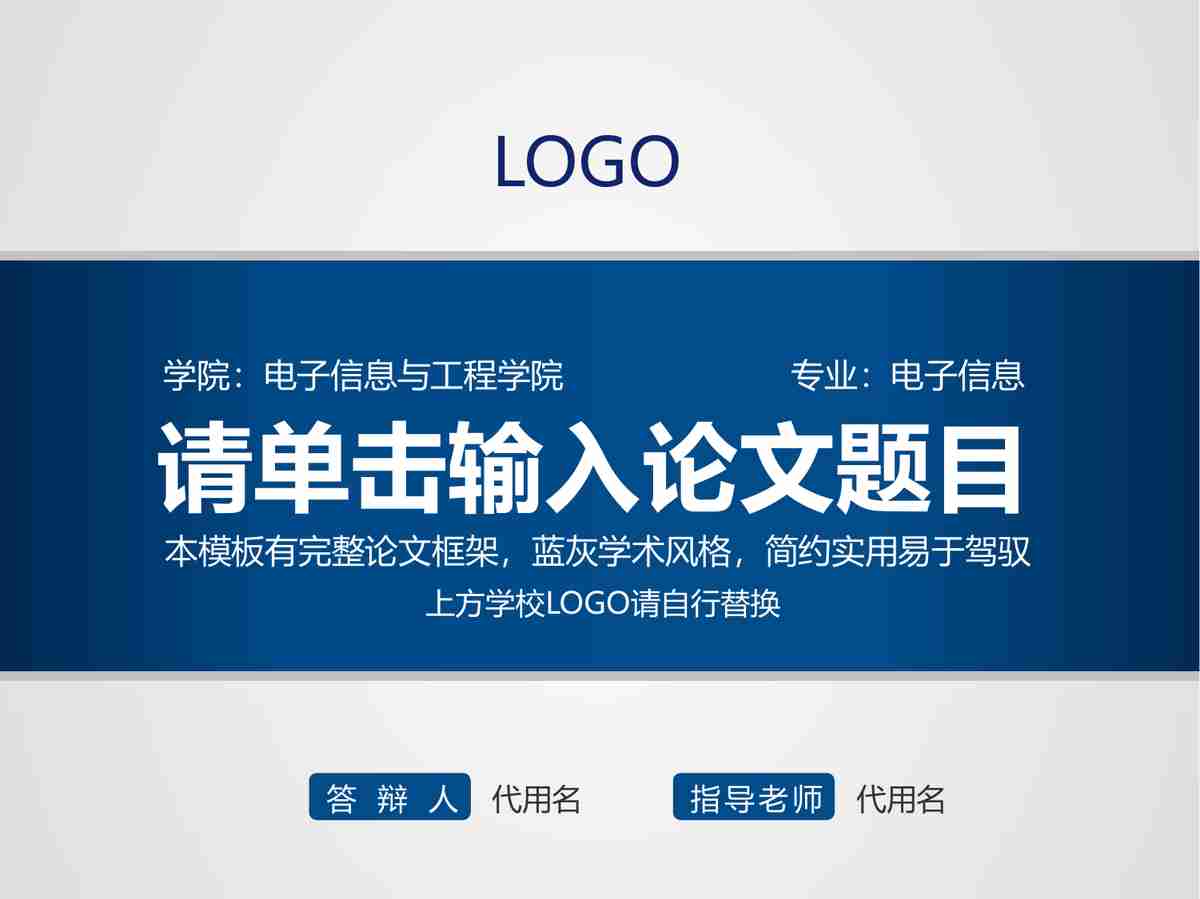 LOGO
学院：电子信息与工程学院 专业：电子信息
请单击输入论文题目
本模板有完整论文框架，蓝灰学术风格，简约实用易于驾驭
上方学校LOGO请自行替换
答 辩 人 代用名 指导老师 代用名